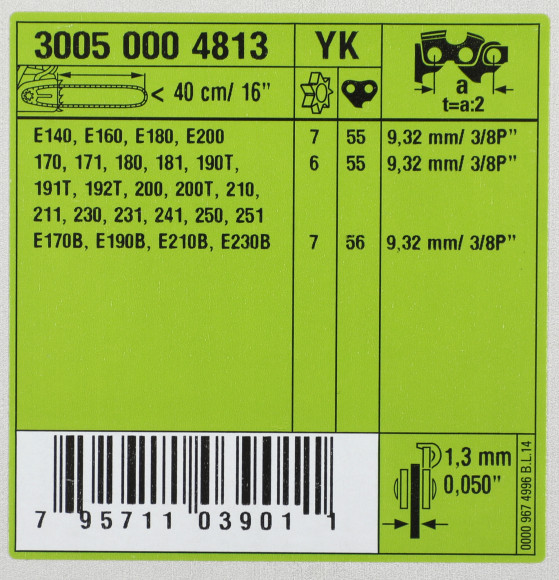 3005 000 4813 YK
< 40 cm/ 16” a
t=a:2
E140, E160, E180, E200 7 55 9,32 mm/ 3/8P”
170, 171, 180, 181, 190T, 6 55 9,32 mm/ 3/8P”
191T, 192T, 200, 200T, 210,
211, 230, 231, 241, 250, 251
E170B, E190B, E210B, E230B 7 56 9,32 mm/ 3/8P”
1,3 mm
0,050”
7 95711 03901 1
0000 967 4996 B.L.14